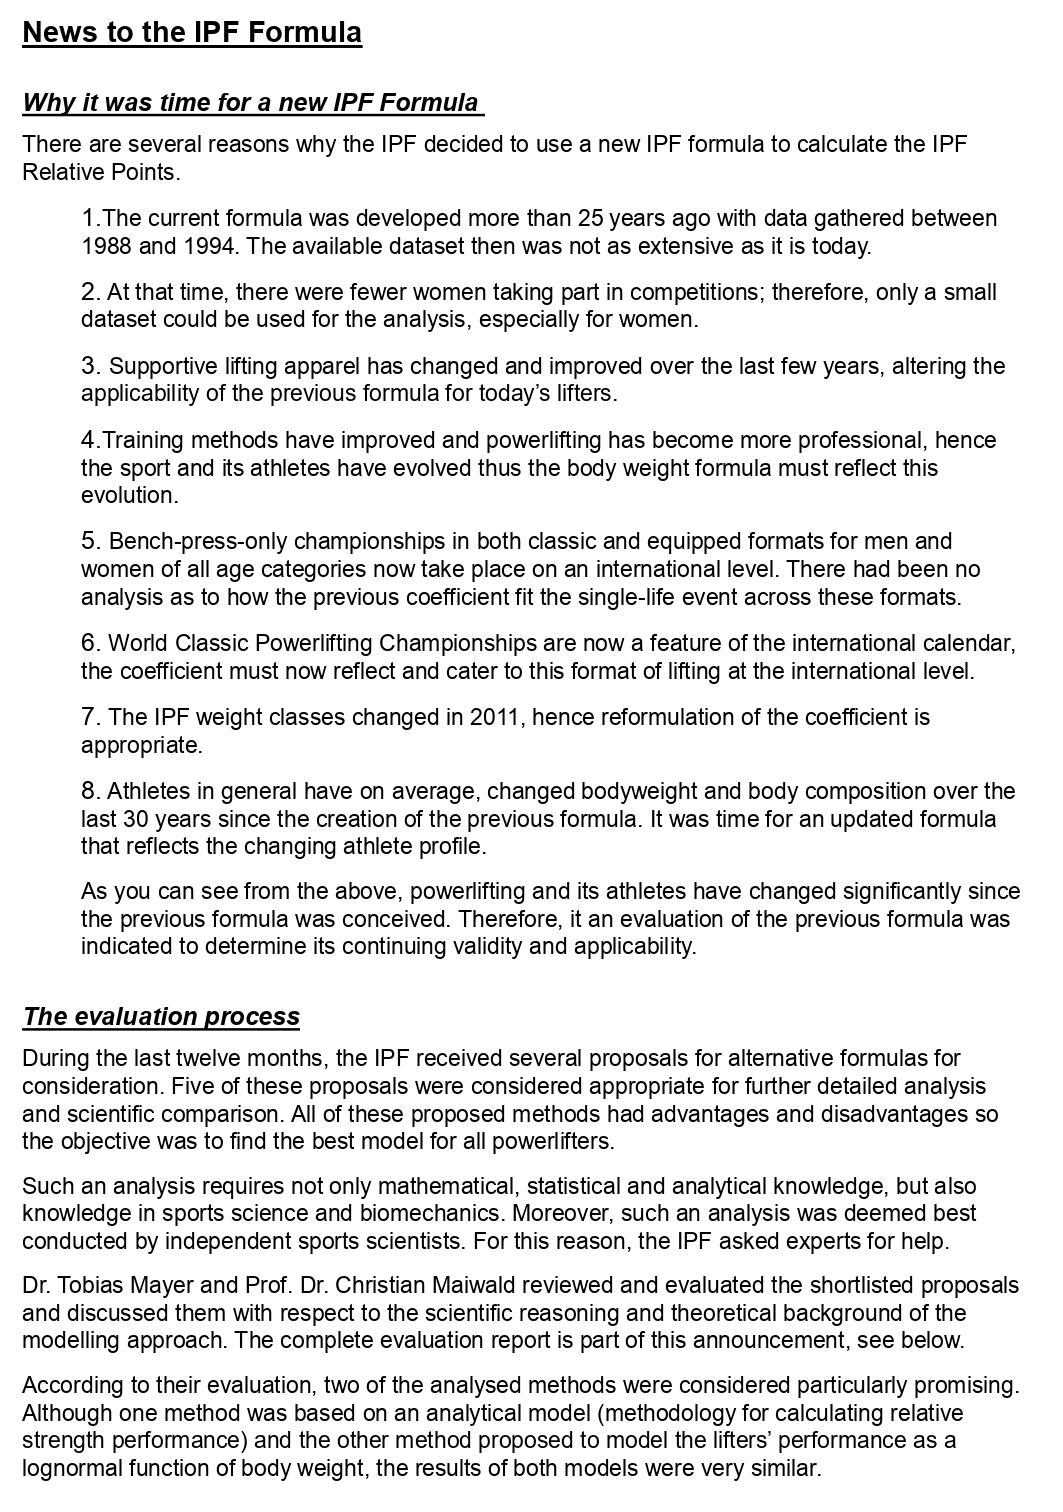 News to the IPF Formula
Why it was time for a new IPF Formula
There are several reasons why the IPF decided to use a new IPF formula to calculate the IPF
Relative Points.
1.The current formula was developed more than 25 years ago with data gathered between
1988 and 1994. The available dataset then was not as extensive as it is today.
2. At that time, there were fewer women taking part in competitions; therefore, only a small
dataset could be used for the analysis, especially for women.
3. Supportive lifting apparel has changed and improved over the last few years, altering the
applicability of the previous formula for today’s lifters.
4.Training methods have improved and powerlifting has become more professional, hence
the sport and its athletes have evolved thus the body weight formula must reflect this
evolution.
5. Bench-press-only championships in both classic and equipped formats for men and
women of all age categories now take place on an international level. There had been no
analysis as to how the previous coefficient fit the single-life event across these formats.
6. World Classic Powerlifting Championships are now a feature of the international calendar,
the coefficient must now reflect and cater to this format of lifting at the international level.
7. The IPF weight classes changed in 2011, hence reformulation of the coefficient is
appropriate.
8. Athletes in general have on average, changed bodyweight and body composition over the
last 30 years since the creation of the previous formula. It was time for an updated formula
that reflects the changing athlete profile.
As you can see from the above, powerlifting and its athletes have changed significantly since
the previous formula was conceived. Therefore, it an evaluation of the previous formula was
indicated to determine its continuing validity and applicability.
The evaluation process
During the last twelve months, the IPF received several proposals for alternative formulas for
consideration. Five of these proposals were considered appropriate for further detailed analysis
and scientific comparison. All of these proposed methods had advantages and disadvantages so
the objective was to find the best model for all powerlifters.
Such an analysis requires not only mathematical, statistical and analytical knowledge, but also
knowledge in sports science and biomechanics. Moreover, such an analysis was deemed best
conducted by independent sports scientists. For this reason, the IPF asked experts for help.
Dr. Tobias Mayer and Prof. Dr. Christian Maiwald reviewed and evaluated the shortlisted proposals
and discussed them with respect to the scientific reasoning and theoretical background of the
modelling approach. The complete evaluation report is part of this announcement, see below.
According to their evaluation, two of the analysed methods were considered particularly promising.
Although one method was based on an analytical model (methodology for calculating relative
strength performance) and the other method proposed to model the lifters’ performance as a
lognormal function of body weight, the results of both models were very similar.